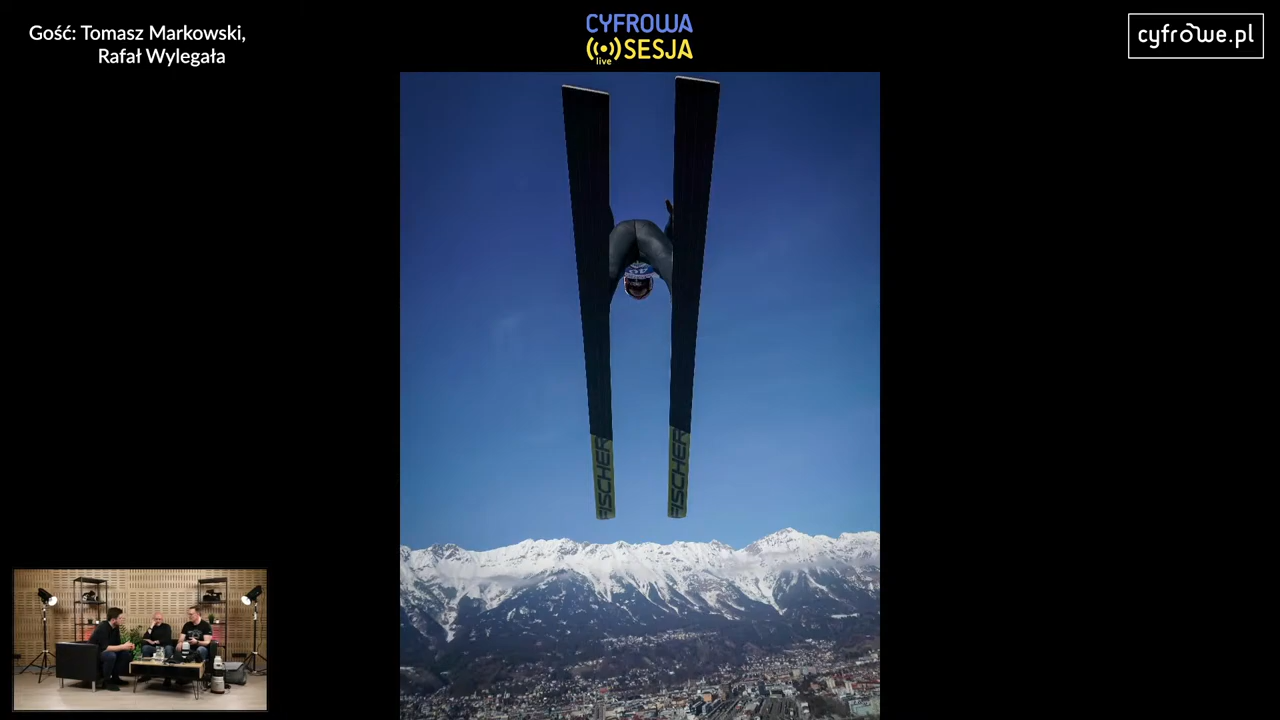 Gość: Tomasz Markowski,
Rafał Wylegała
CYFROWA
SESJA
live
cyfrowe.pl
FISCHER
FISCHER